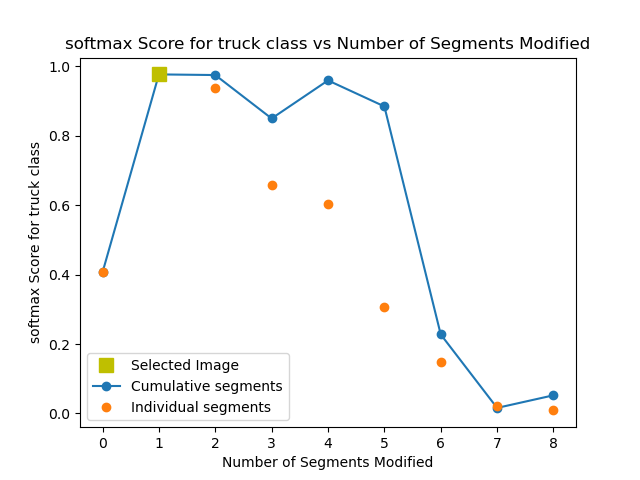 softmax Score for truck class vs Number of Segments Modified
softmax Score for truck class
1.0
0.8
0.6
0.4
0.2
0.0
Selected Image
Cumulative segments
Individual segments
0 1 2 3 4 5 6 7 8
Number of Segments Modified